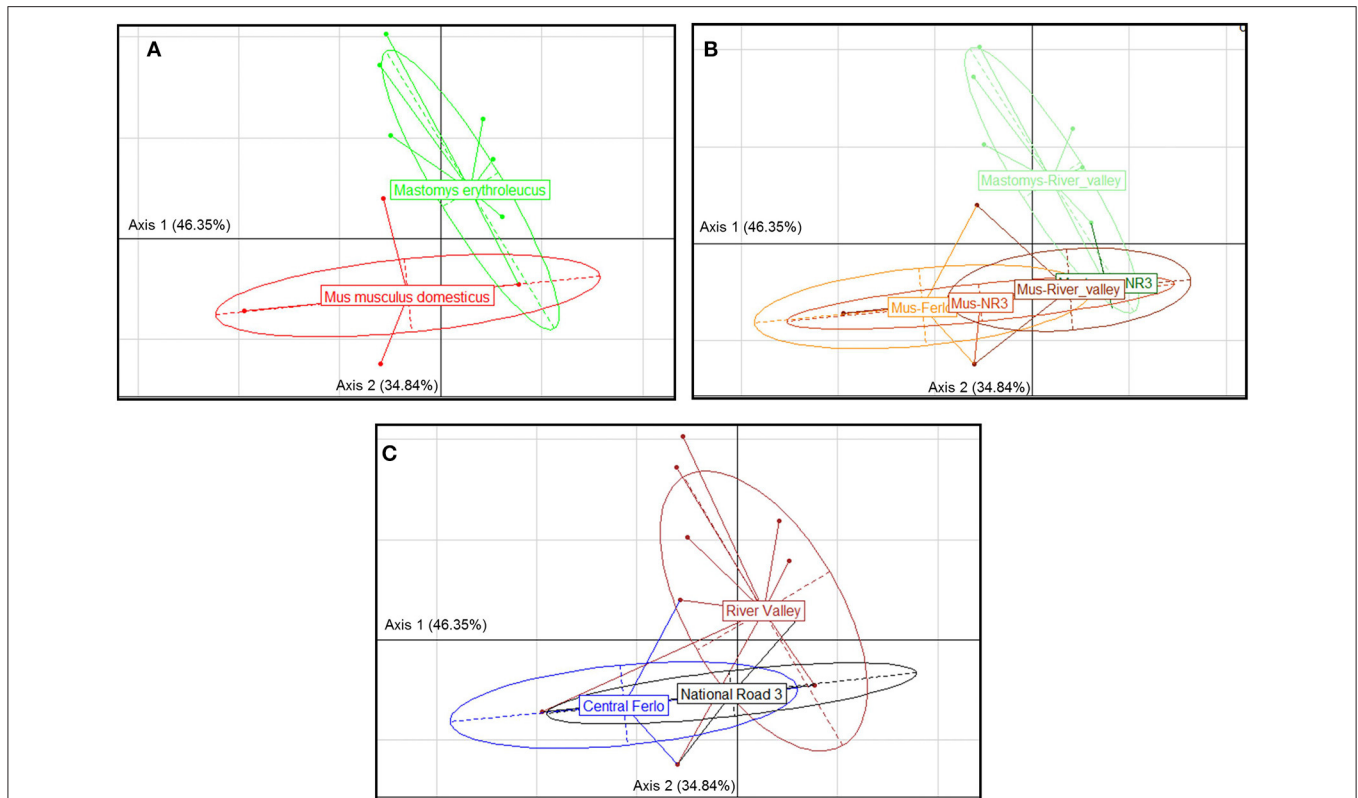 A
Mastomys erythroleucus
Axis 1 (46.35%)
Mus musculus domesticus
Axis 2 (34.84%)
B
Mastomys-River_valley
Axis 1 (46.35%)
NR3
Mus-River_valley
Mus-NR3
Axis 2 (34.84%)
C
River Valley
Axis 1 (46.35%)
National Road 3
Central Ferlo
Axis 2 (34.84%)